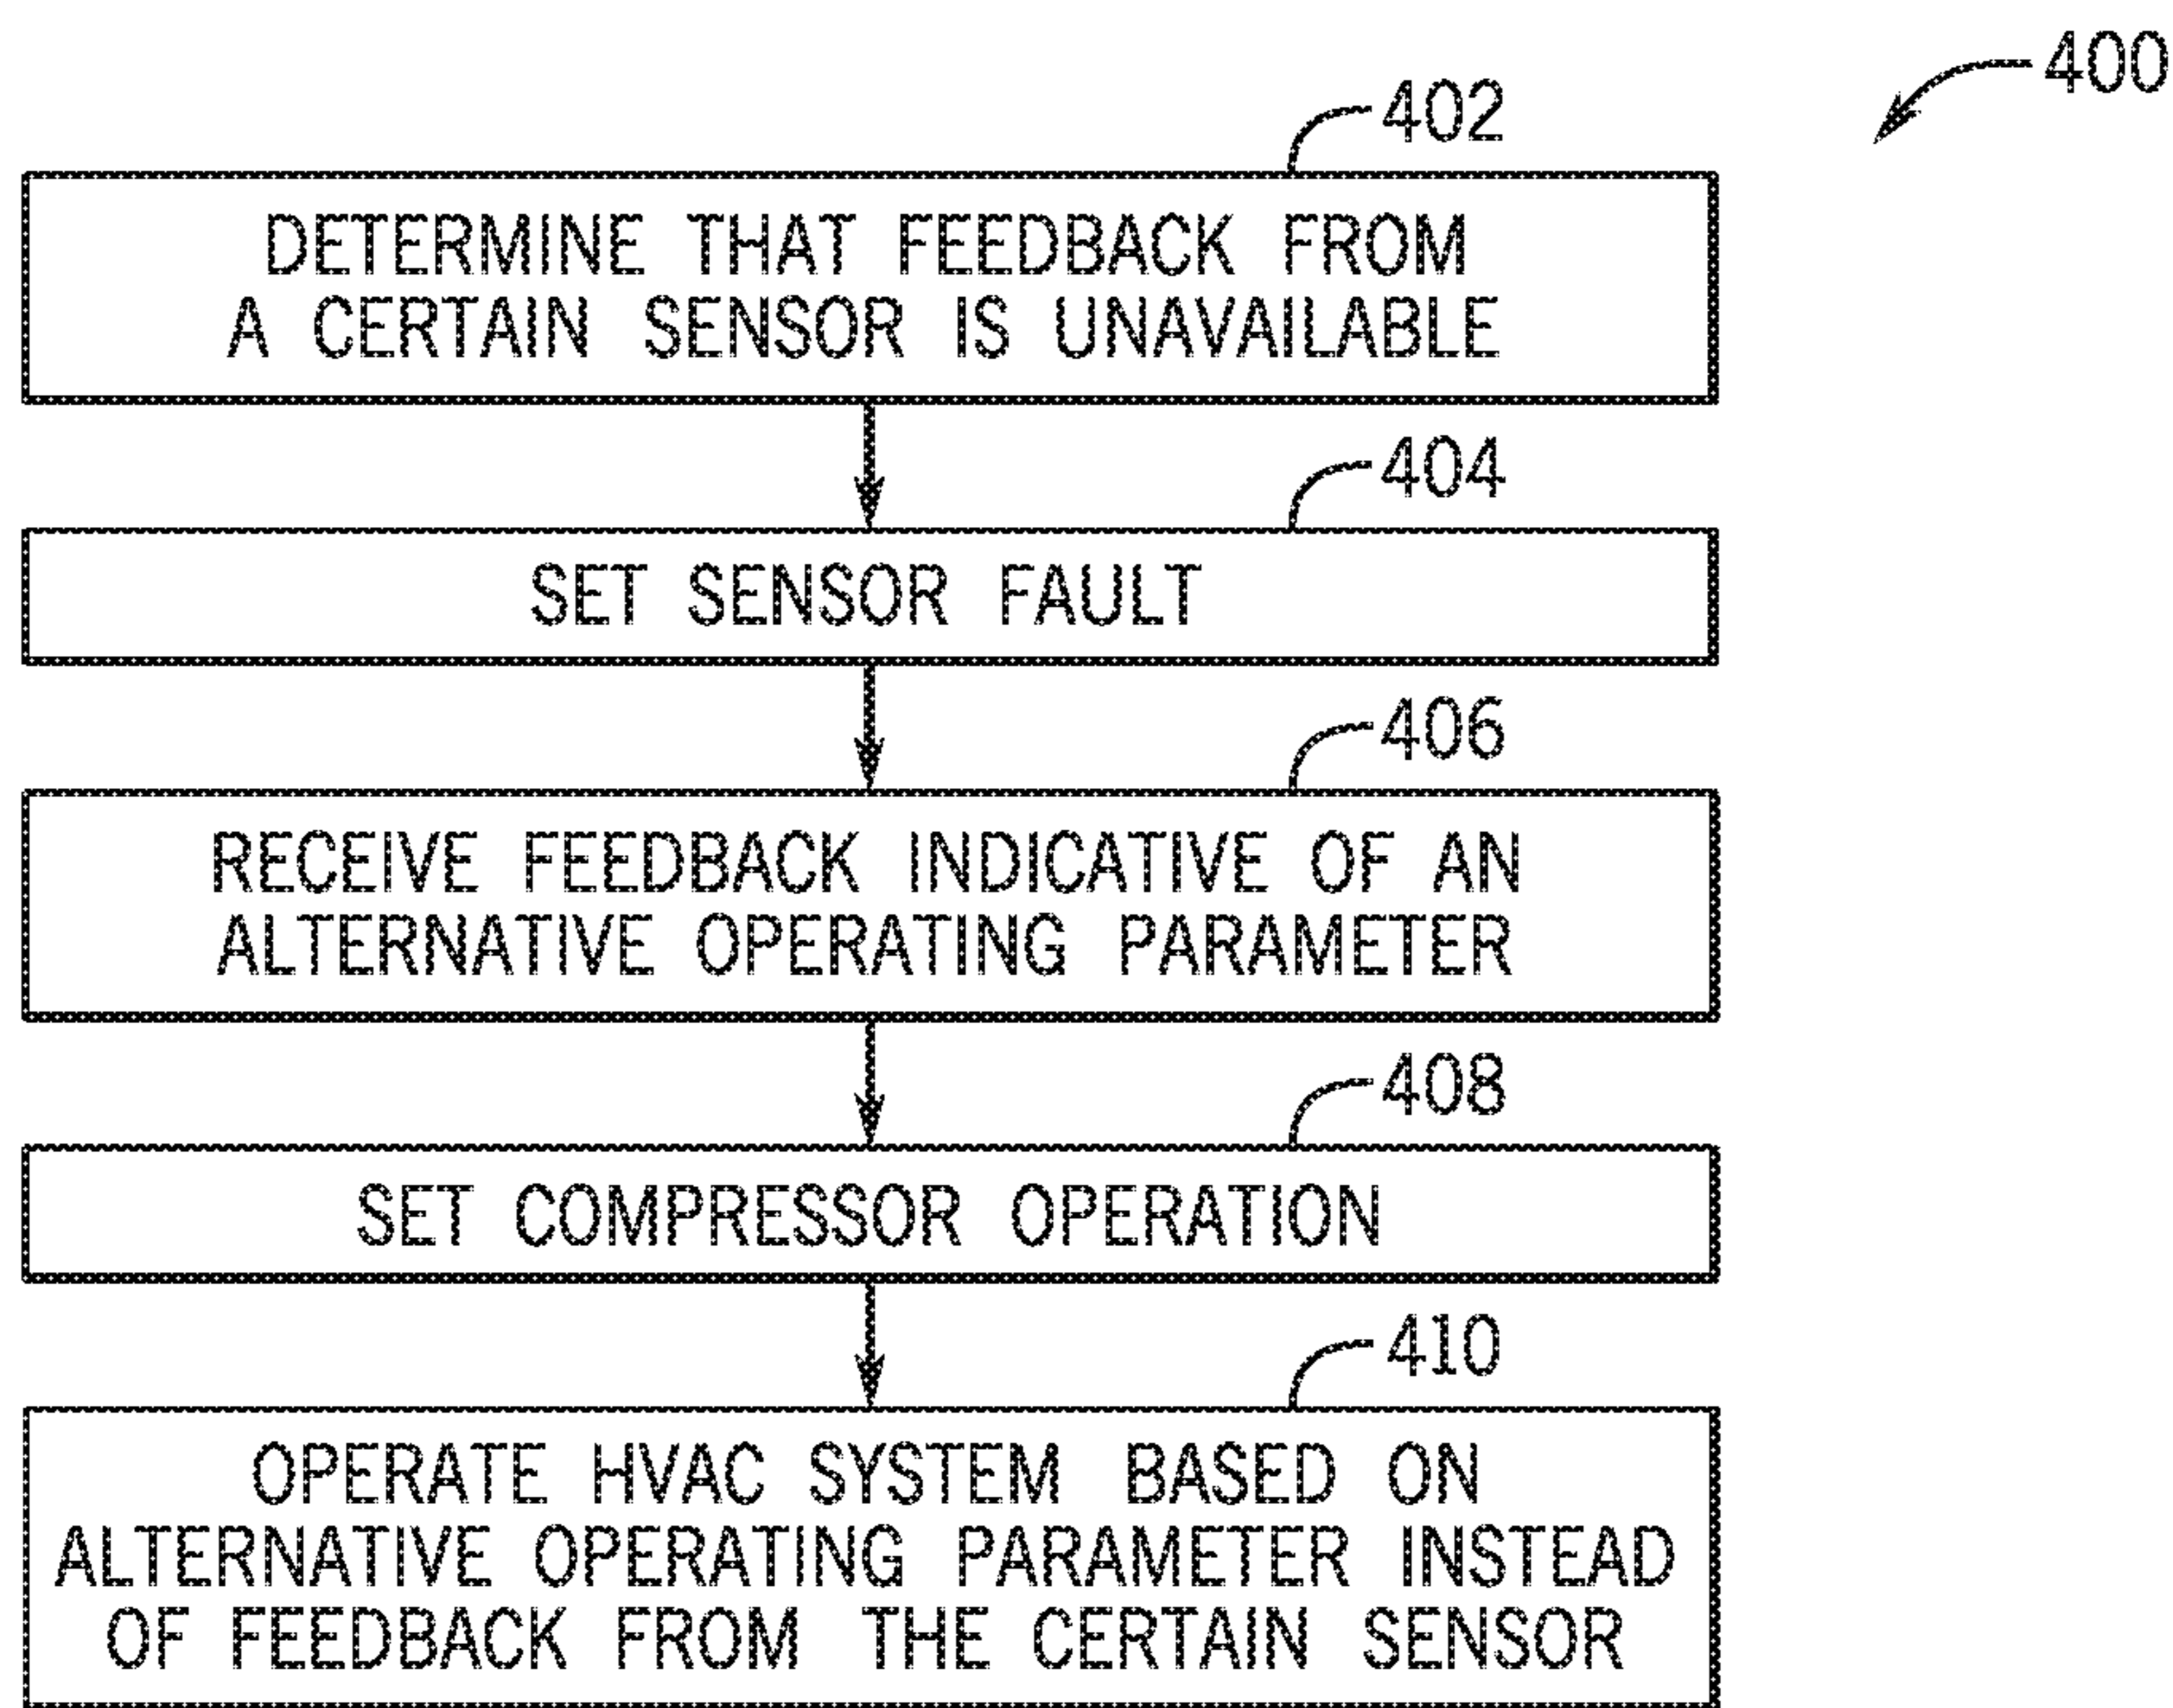 400
402
DETERMINE THAT FEEDBACK FROM
A CERTAIN SENSOR IS UNAVAILABLE
404
SET SENSOR FAULT
406
RECEIVE FEEDBACK INDICATIVE OF AN
ALTERNATIVE OPERATING PARAMETER
408
SET COMPRESSOR OPERATION
410
OPERATE HVAC SYSTEM BASED ON
ALTERNATIVE OPERATING PARAMETER INSTEAD
OF FEEDBACK FROM THE CERTAIN SENSOR